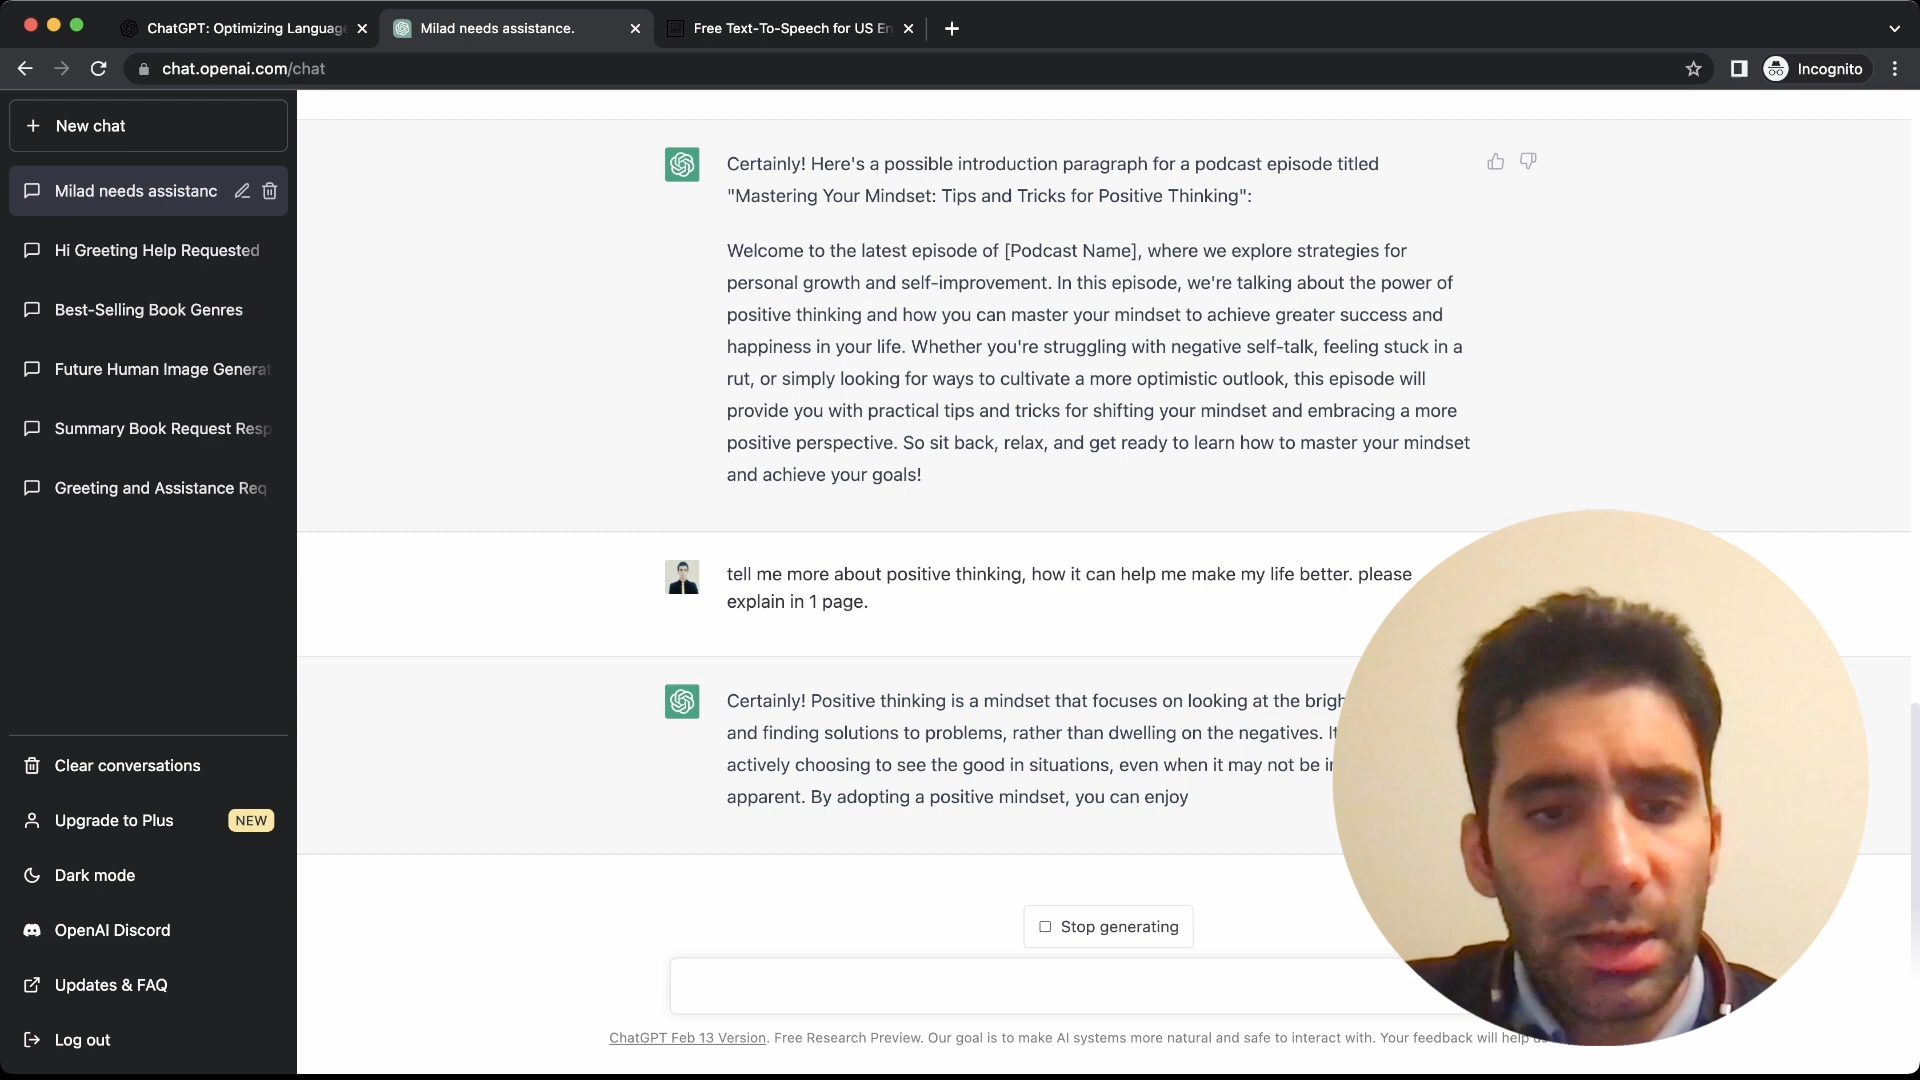 ChatGPT: Optimizing Language
Milad needs assistance.
Free Text-To-Speech for US En
chat.openai.com/chat
Incognito
New chat
Milad needs assistanc
Hi Greeting Help Requested
Best-Selling Book Genres
Future Human Image Generat
Summary Book Request Resp
Greeting and Assistance Req
Clear conversations
Upgrade to Plus
NEW
Dark mode
OpenAI Discord
Updates & FAQ
Log out
Certainly! Here's a possible introduction paragraph for a podcast episode titled
"Mastering Your Mindset: Tips and Tricks for Positive Thinking":
Welcome to the latest episode of [Podcast Name], where we explore strategies for
personal growth and self-improvement. In this episode, we're talking about the power of
positive thinking and how you can master your mindset to achieve greater success and
happiness in your life. Whether you're struggling with negative self-talk, feeling stuck in a
rut, or simply looking for ways to cultivate a more optimistic outlook, this episode will
provide you with practical tips and tricks for shifting your mindset and embracing a more
positive perspective. So sit back, relax, and get ready to learn how to master your mindset
and achieve your goals!
tell me more about positive thinking, how it can help me make my life better. please
explain in 1 page.
Certainly! Positive thinking is a mindset that focuses on looking at the brigh
and finding solutions to problems, rather than dwelling on the negatives. It
actively choosing to see the good in situations, even when it may not be i
apparent. By adopting a positive mindset, you can enjoy
Stop generating
ChatGPT Feb 13 Version. Free Research Preview. Our goal is to make AI systems more natural and safe to interact with. Your feedback will help us